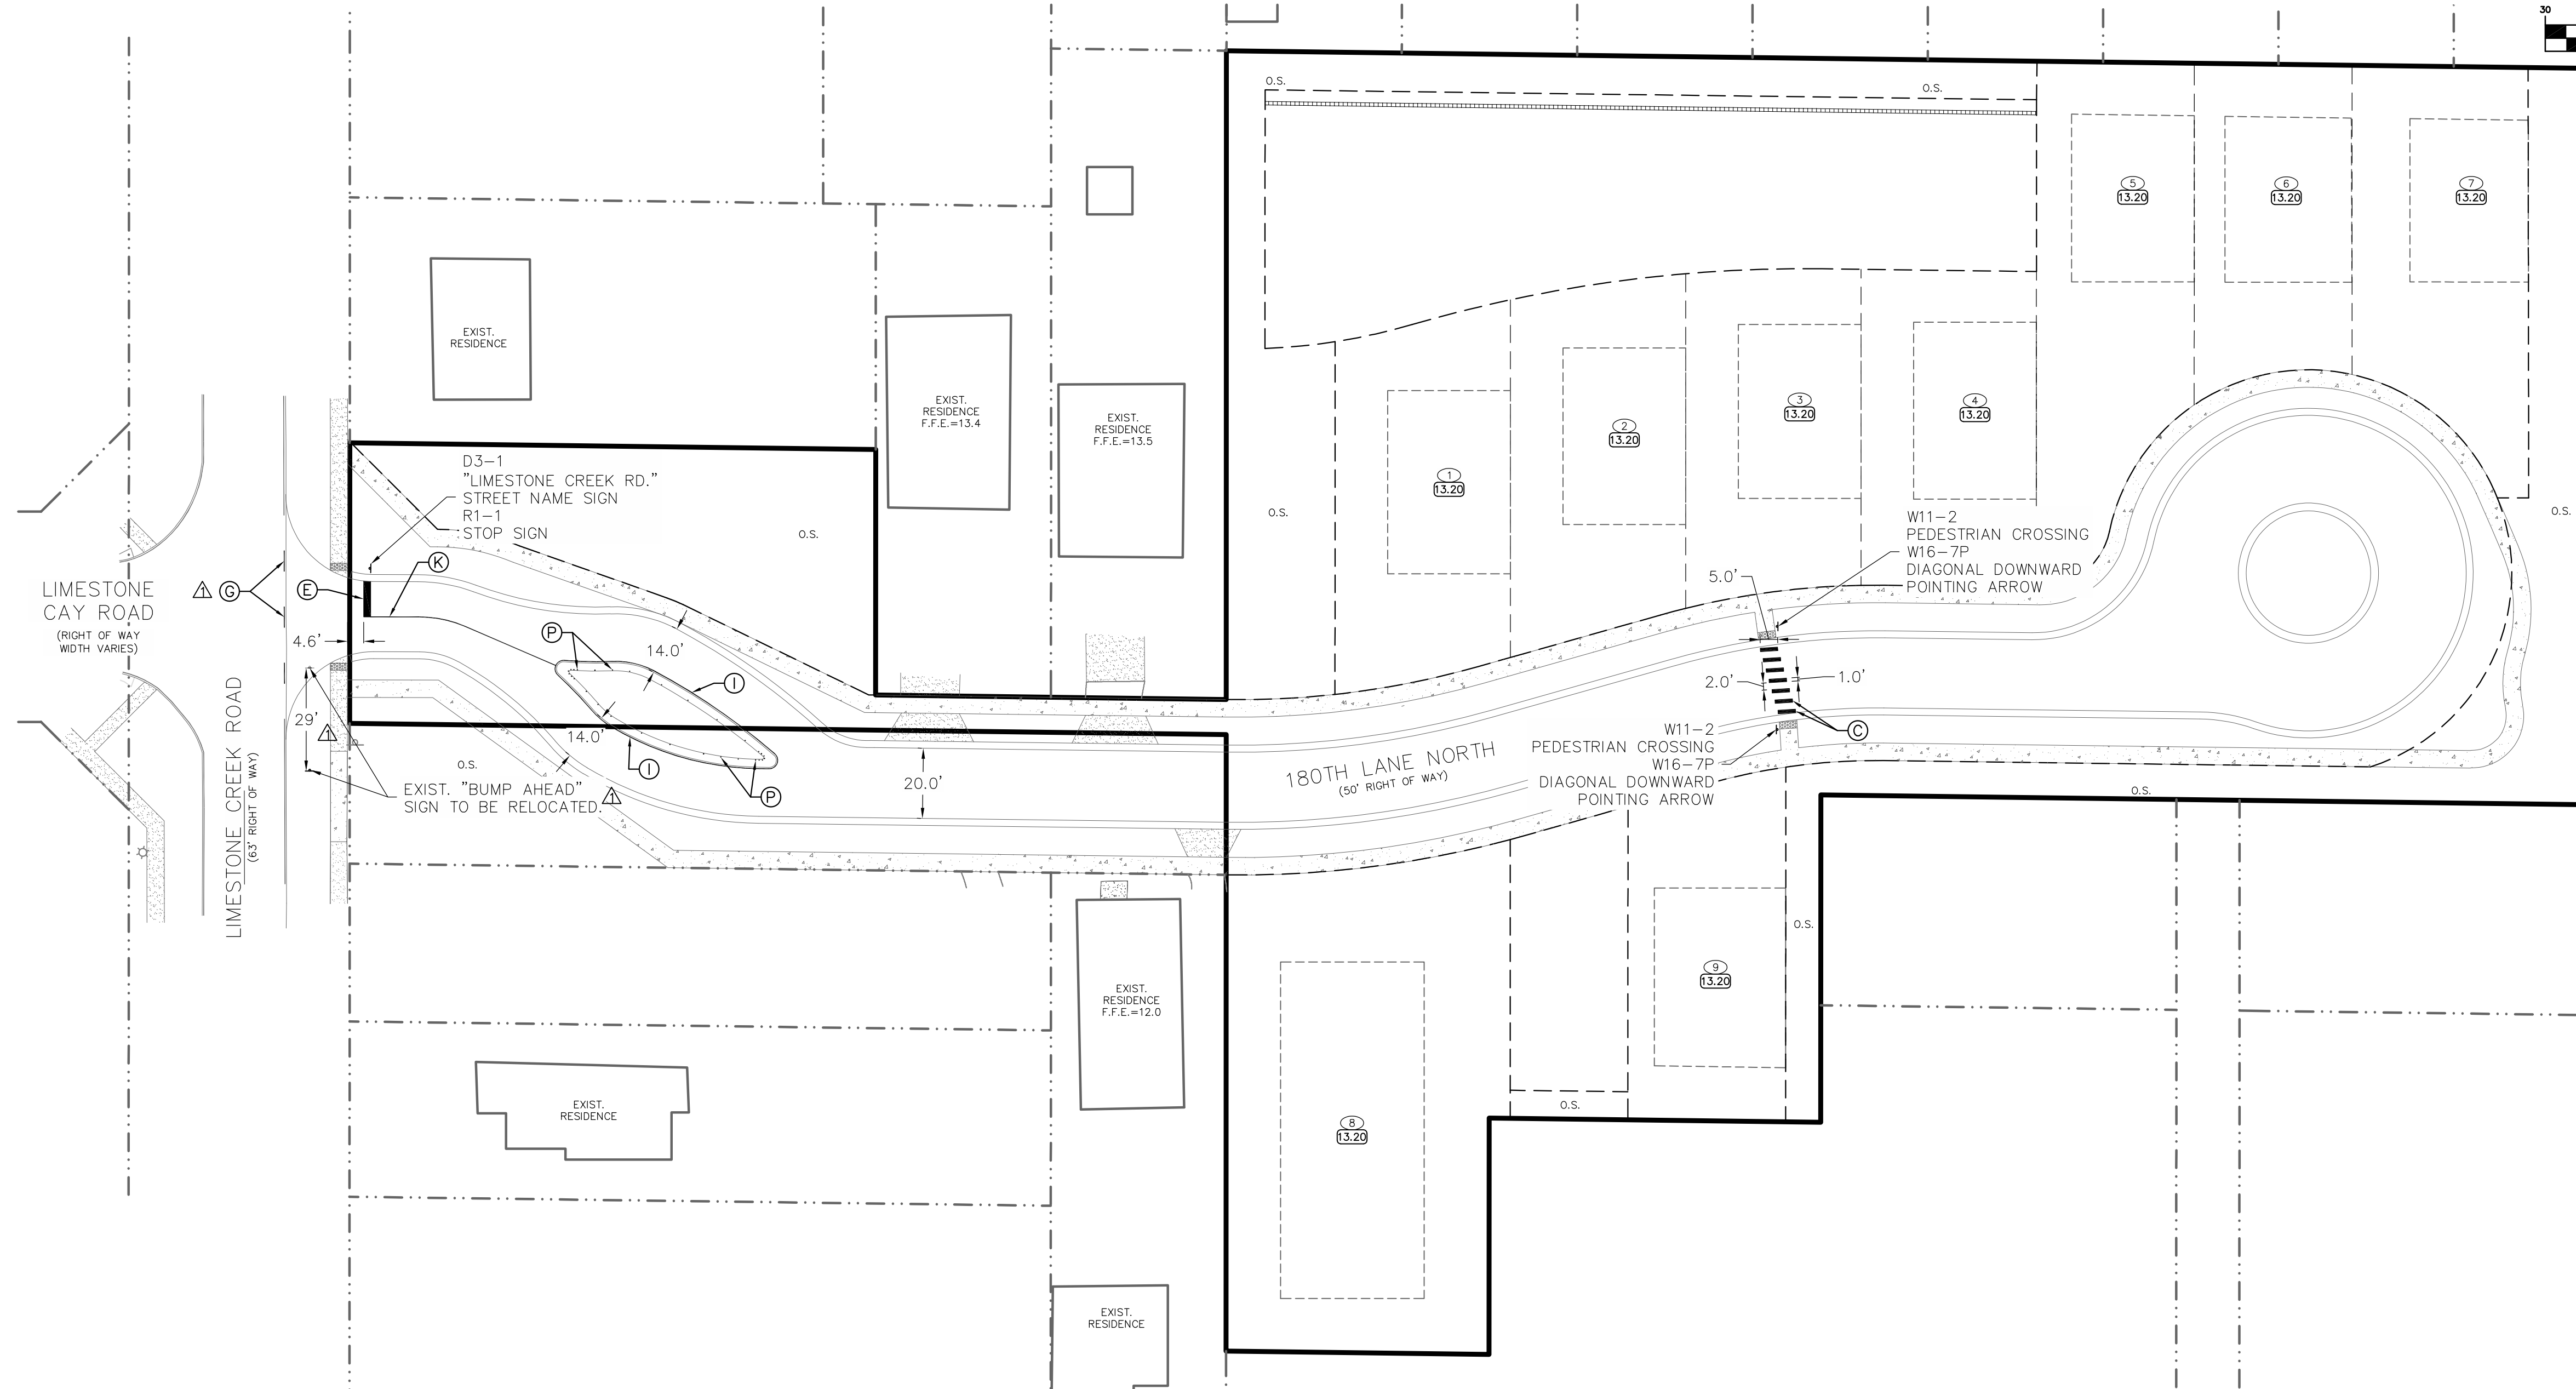 30
O.S.
O.S.
5
13.20
6
13.20
7
13.20
EXIST.
RESIDENCE
EXIST.
RESIDENCE
F.F.E.=13.4
EXIST.
RESIDENCE
F.F.E.=13.5
1
13.20
2
13.20
3
13.20
4
13.20
D3-1
"LIMESTONE CREEK RD."
STREET NAME SIGN
R1-1
STOP SIGN
O.S.
O.S.
O.S.
W11-2
PEDESTRIAN CROSSING
W16-7P
DIAGONAL DOWNWARD
POINTING ARROW
LIMESTONE
CAY ROAD
(RIGHT OF WAY
WIDTH VARIES)
1
G
E
K
4.6'
P
14.0'
I
5.0'
2.0'
1.0'
C
29'
1
14.0'
I
P
O.S.
EXIST. "BUMP AHEAD"
SIGN TO BE RELOCATED.
1
20.0'
180TH LANE NORTH
(50' RIGHT OF WAY)
W11-2
PEDESTRIAN CROSSING
W16-7P
DIAGONAL DOWNWARD
POINTING ARROW
O.S.
LIMESTONE CREEK ROAD
(63' RIGHT OF WAY)
O.S.
9
13.20
EXIST.
RESIDENCE
F.F.E.=12.0
EXIST.
RESIDENCE
O.S.
8
13.20
EXIST.
RESIDENCE